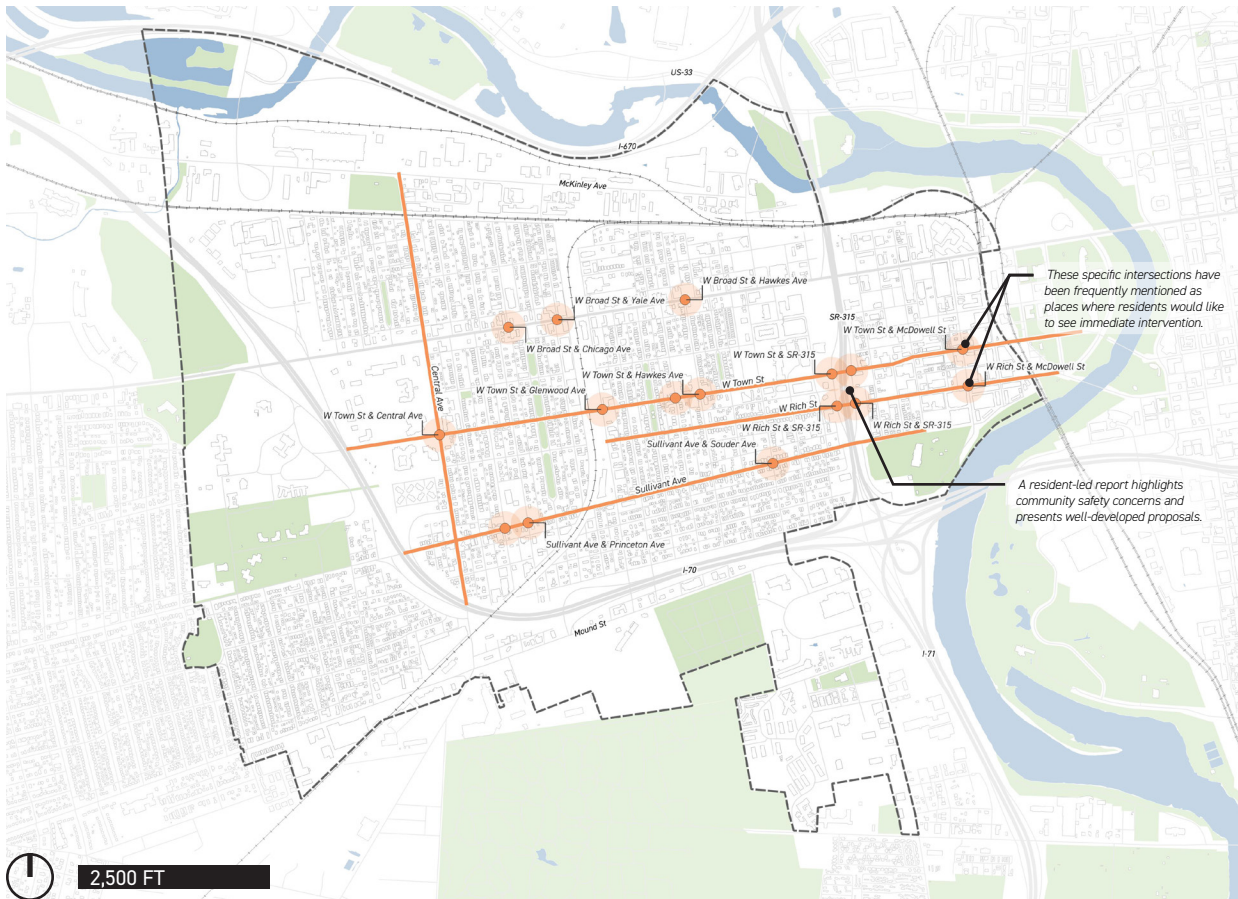 US-33
I-670
McKinley Ave
These specific intersections have
been frequently mentioned as
places where residents would like
to see immediate intervention.
W Broad St & Hawkes Ave
W Broad St & Yale Ave
SR-315
W Town St & McDowell St
W Broad St & Chicago Ave
W Town St & SR-315
W Rich St & McDowell St
Central Ave
W Town St & Hawkes Ave
W Town St
W Town St & Glenwood Ave
W Rich St
W Town St & Central Ave
W Rich St & SR-315
W Rich St & SR-315
Sullivant Ave & Souder Ave
Sullivant Ave
A resident-led report highlights
community safety concerns and
presents well-developed proposals.
Sullivant Ave & Princeton Ave
I-70
Mound St
I-71
2,500 FT